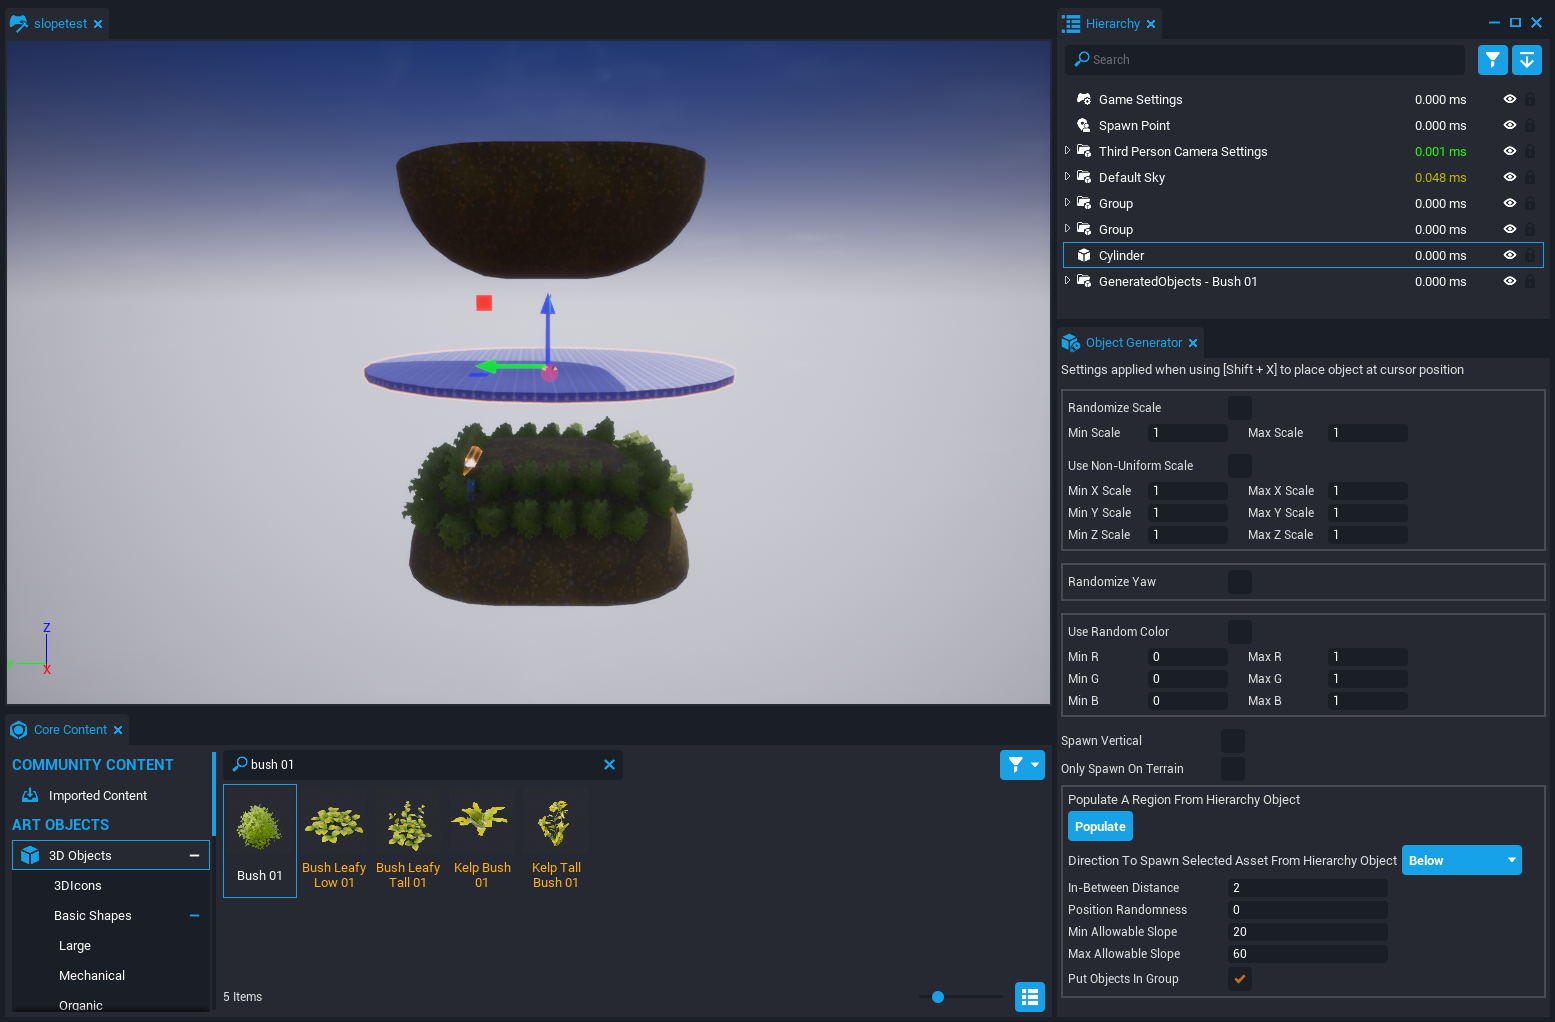 slopetest
Z
Y
X
Hierarchy
Search
Game Settings 0.000 ms
Spawn Point 0.000 ms
Third Person Camera Settings 0.001 ms
Default Sky 0.048 ms
Group 0.000 ms
Group 0.000 ms
Cylinder 0.000 ms
GeneratedObjects - Bush 01 0.000 ms
Object Generator
Settings applied when using [Shift + X] to place object at cursor position
Randomize Scale
Min Scale 1 Max Scale 1
Use Non-Uniform Scale
Min X Scale 1 Max X Scale 1
Min Y Scale 1 Max Y Scale 1
Min Z Scale 1 Max Z Scale 1
Randomize Yaw
Use Random Color
Min R 0 Max R 1
Min G 0 Max G 1
Min B 0 Max B 1
Spawn Vertical
Only Spawn On Terrain
Populate A Region From Hierarchy Object
Populate
Direction To Spawn Selected Asset From Hierarchy Object Below
In-Between Distance 2
Position Randomness 0
Min Allowable Slope 20
Max Allowable Slope 60
Put Objects In Group
Core Content
COMMUNITY CONTENT
Imported Content
ART OBJECTS
3D Objects
3DIcons
Basic Shapes
Large
Mechanical
Organic
bush 01
Bush 01
Bush Leafy
Low 01
Bush Leafy
Tall 01
Kelp Bush
01
Kelp Tall
Bush 01
5 Items